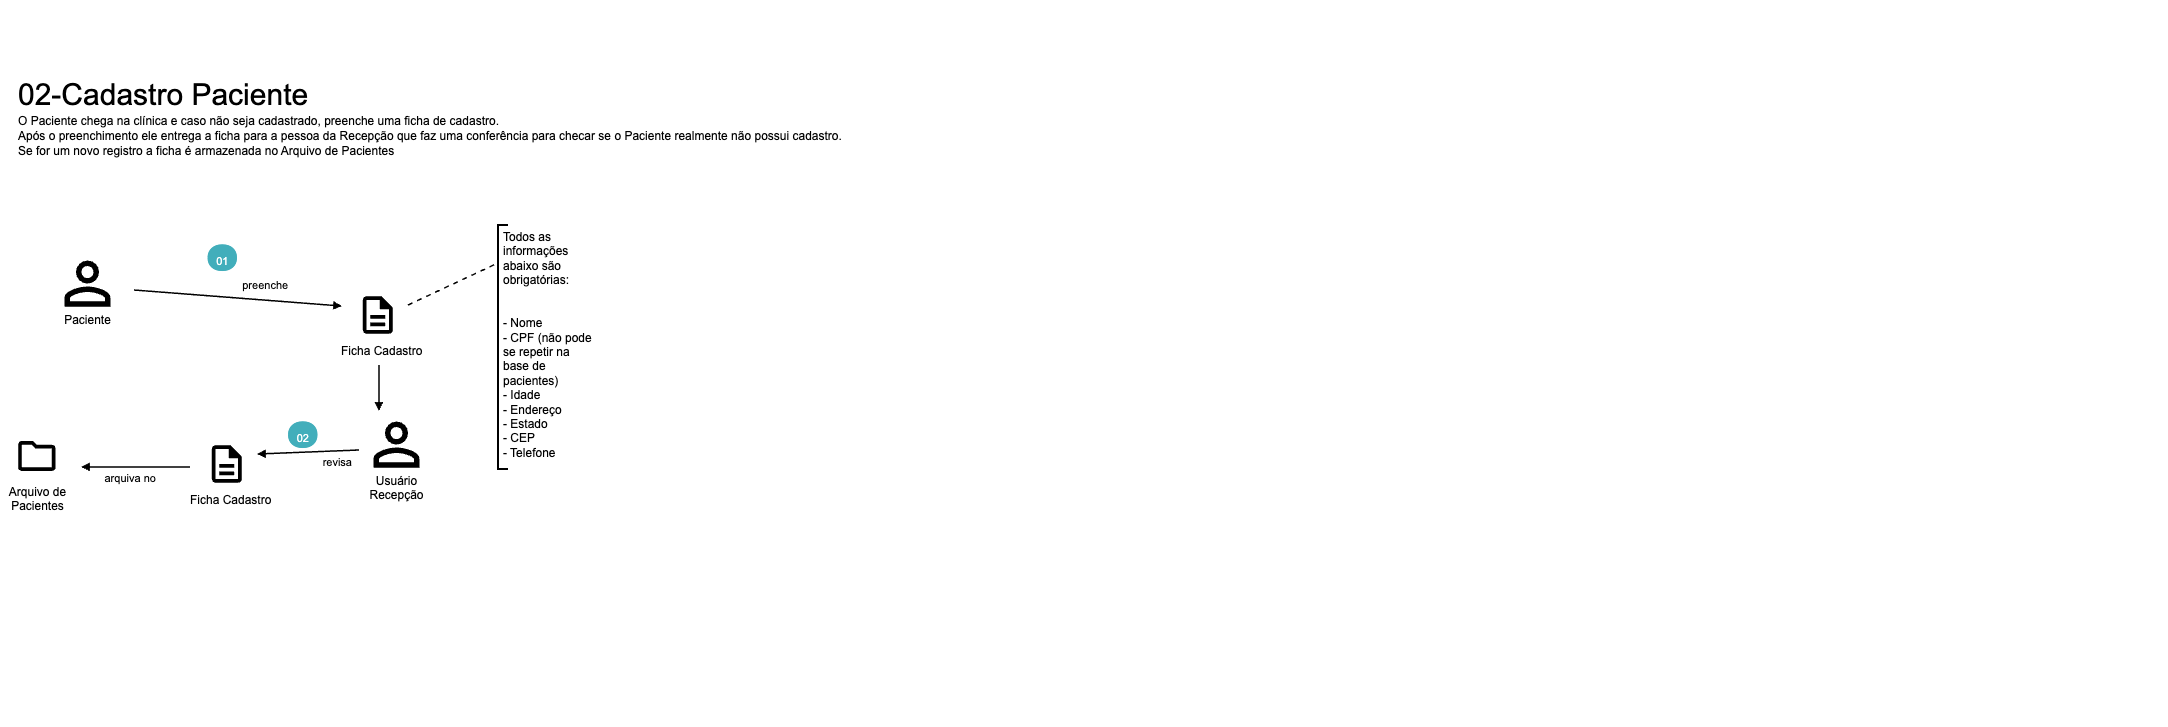 02-Cadastro Paciente
O Paciente chega na clínica e caso não seja cadastrado, preenche uma ficha de cadastro.
Após o preenchimento ele entrega a ficha para a pessoa da Recepção que faz uma conferência para checar se o Paciente realmente não possui cadastro.
Se for um novo registro a ficha é armazenada no Arquivo de Pacientes
01
preenche
Paciente
Ficha Cadastro
Todos as
informações
abaixo são
obrigatórias:
- Nome
- CPF (não pode
se repetir na
base de
pacientes)
- Idade
- Endereço
- Estado
- CEP
- Telefone
02
revisa
Usuário
Recepção
Ficha Cadastro
arquiva no
Arquivo de
Pacientes